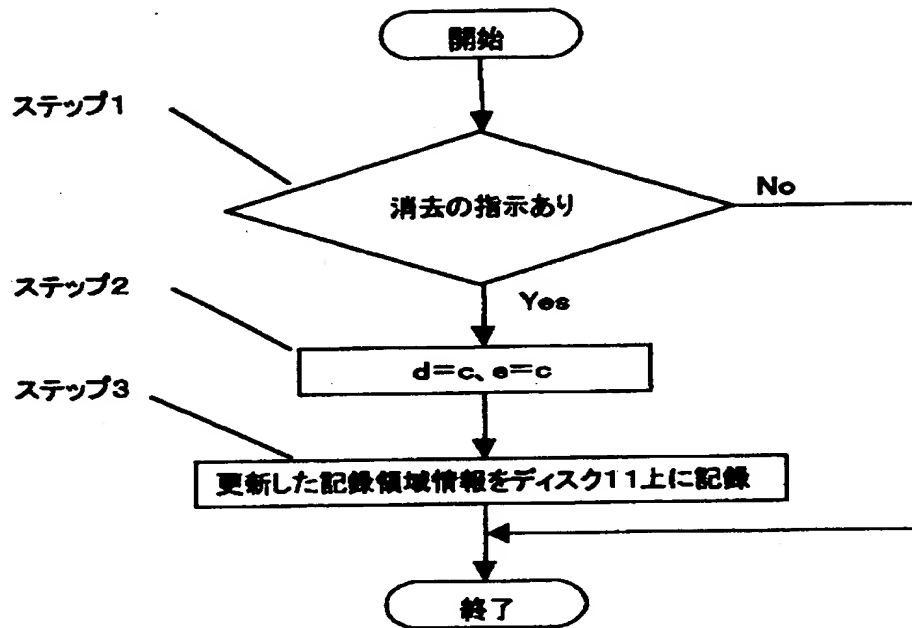 開始
ステップ1
消去の指示あり
No
Yes
ステップ2
d=c、e=c
ステップ3
更新した記録領域情報をディスク11上に記録
終了